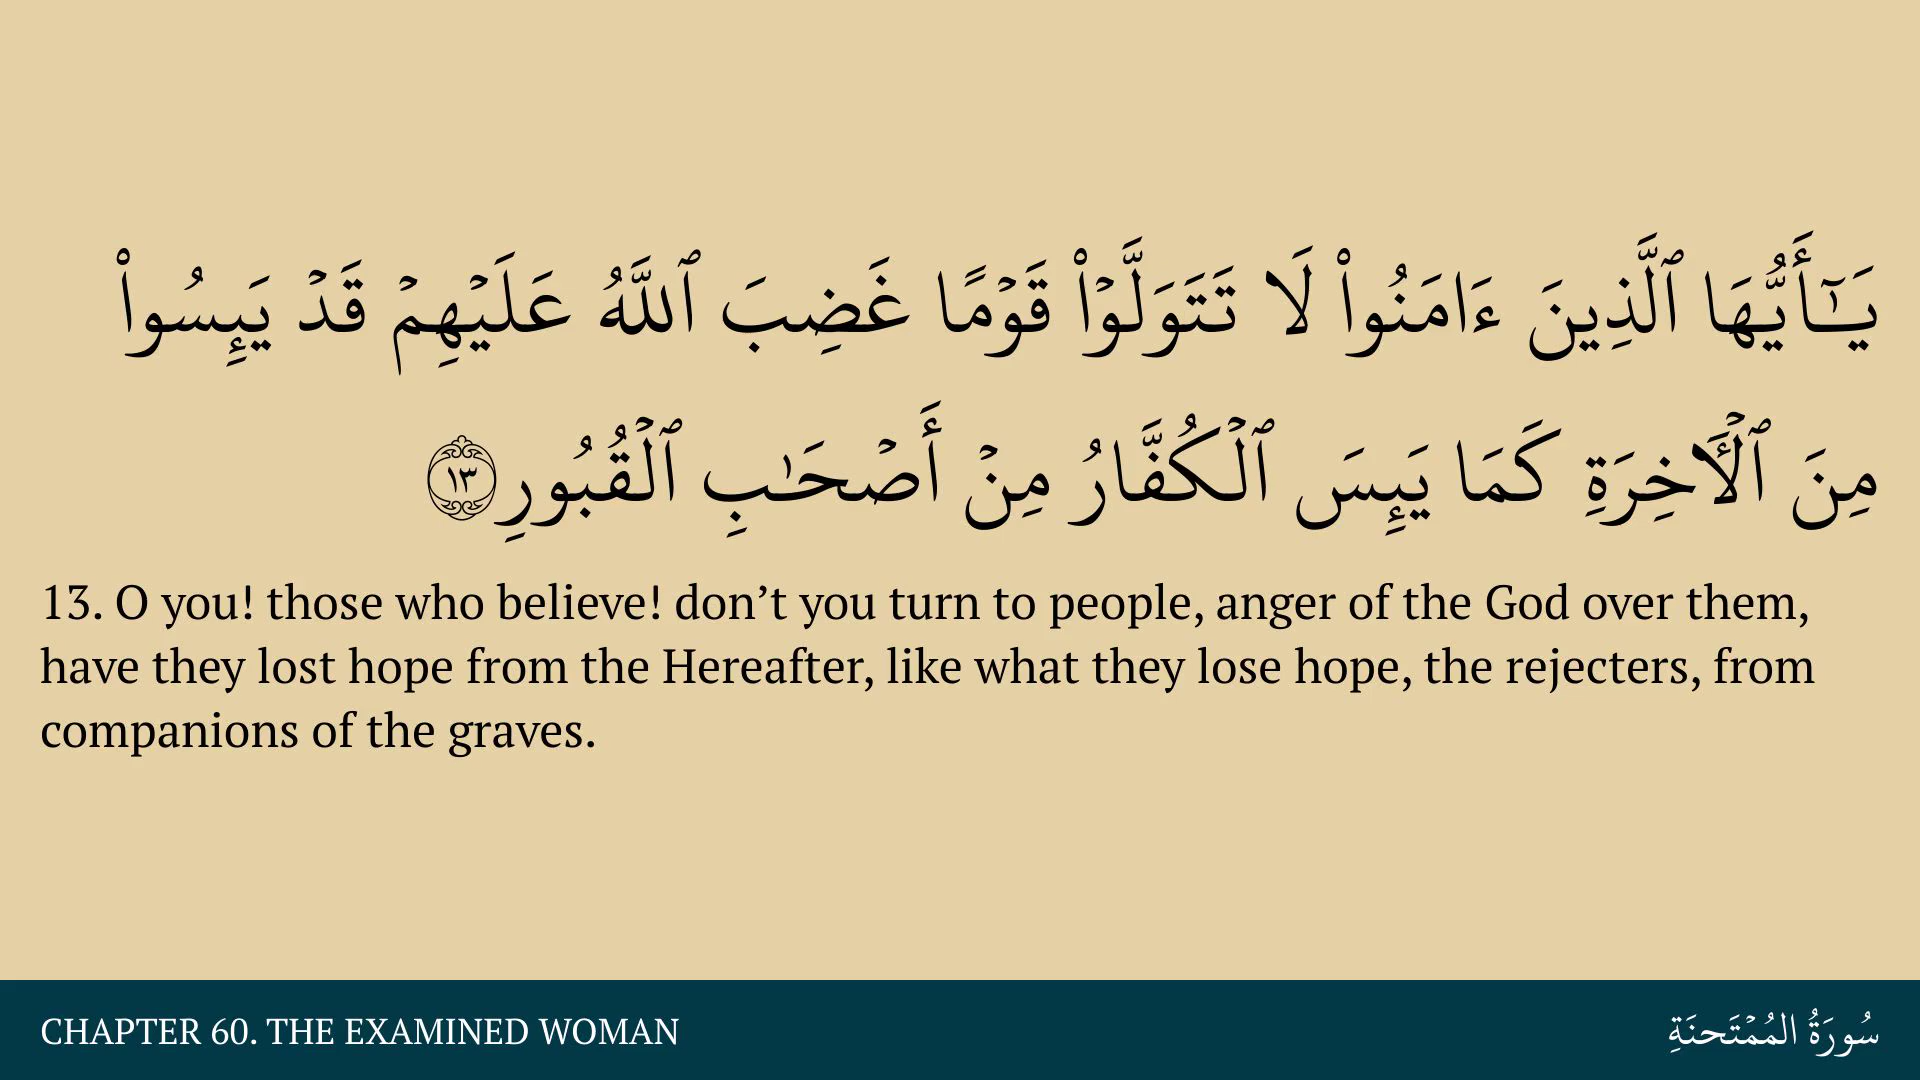 يَـٰٓأَيُّهَا ٱلَّذِينَ ءَامَنُوا۟ لَا تَتَوَلَّوْا۟ قَوْمًا غَضِبَ ٱللَّهُ عَلَيْهِمْ قَدْ يَئِسُوا۟
مِنَ ٱلْـَٔاخِرَةِ كَمَا يَئِسَ ٱلْكُفَّارُ مِنْ أَصْحَـٰبِ ٱلْقُبُورِ ١٣
13. O you! those who believe! don’t you turn to people, anger of the God over them,
have they lost hope from the Hereafter, like what they lose hope, the rejecters, from
companions of the graves.
CHAPTER 60. THE EXAMINED WOMAN
سُورَةُ المُمْتَحنَةِ